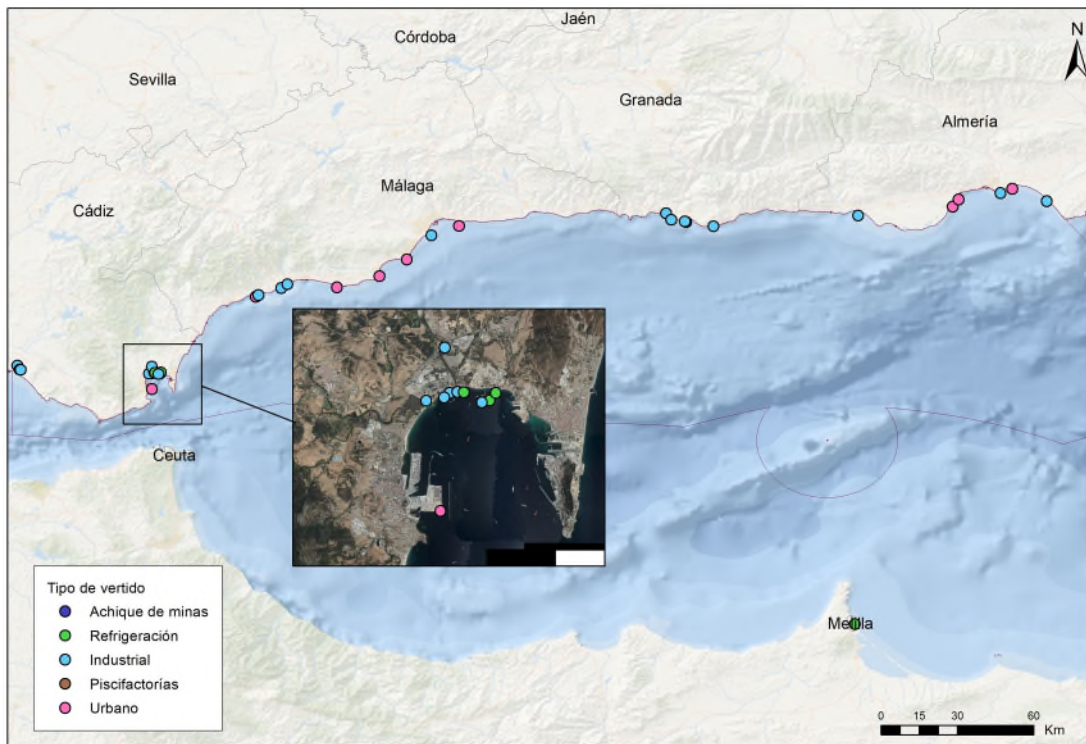 Jaén
Córdoba
N
Sevilla
Granada
Almería
Málaga
Cádiz
Ceuta
Melilla
Tipo de vertido
Achique de minas
Refrigeración
Industrial
Piscifactorías
Urbano
0 15 30 60
Km